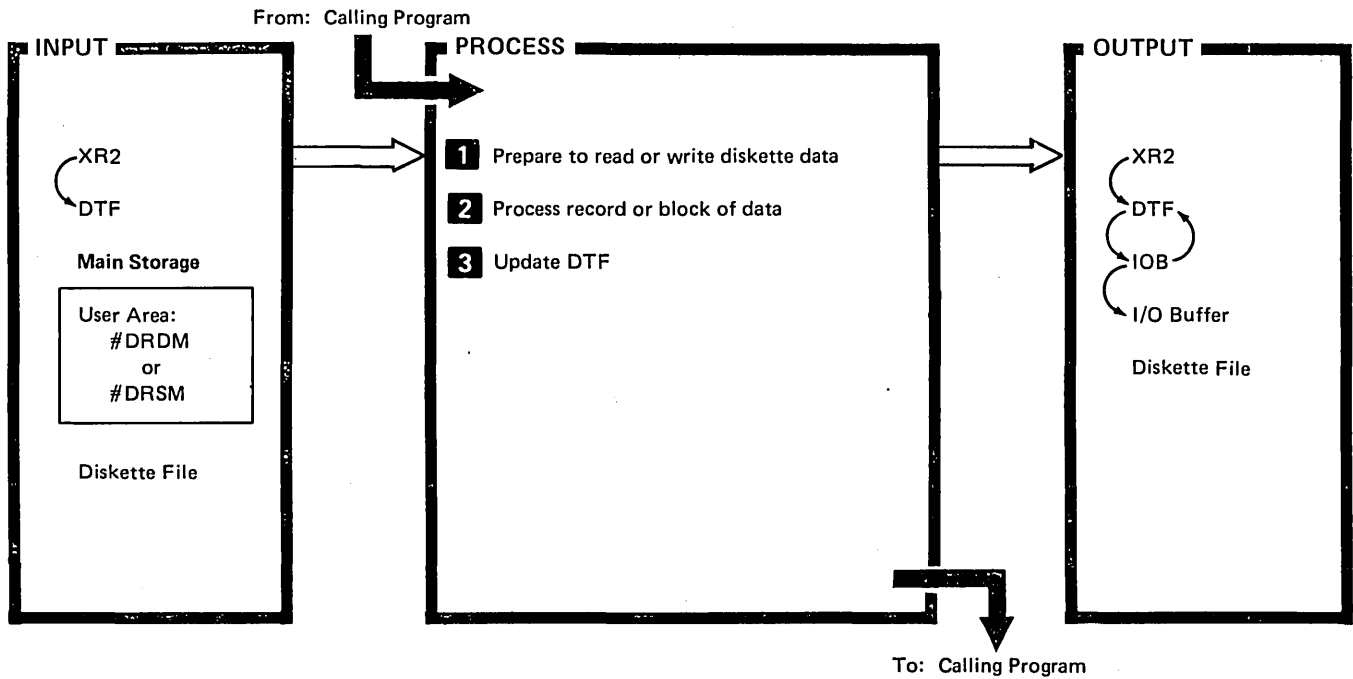 From: Calling Program
INPUT
XR2
DTF
Main Storage
User Area:
#DRDM
or
#DRSM
Diskette File
PROCESS
1 Prepare to read or write diskette data
2 Process record or block of data
3 Update DTF
OUTPUT
XR2
DTF
IOB
I/O Buffer
Diskette File
To: Calling Program